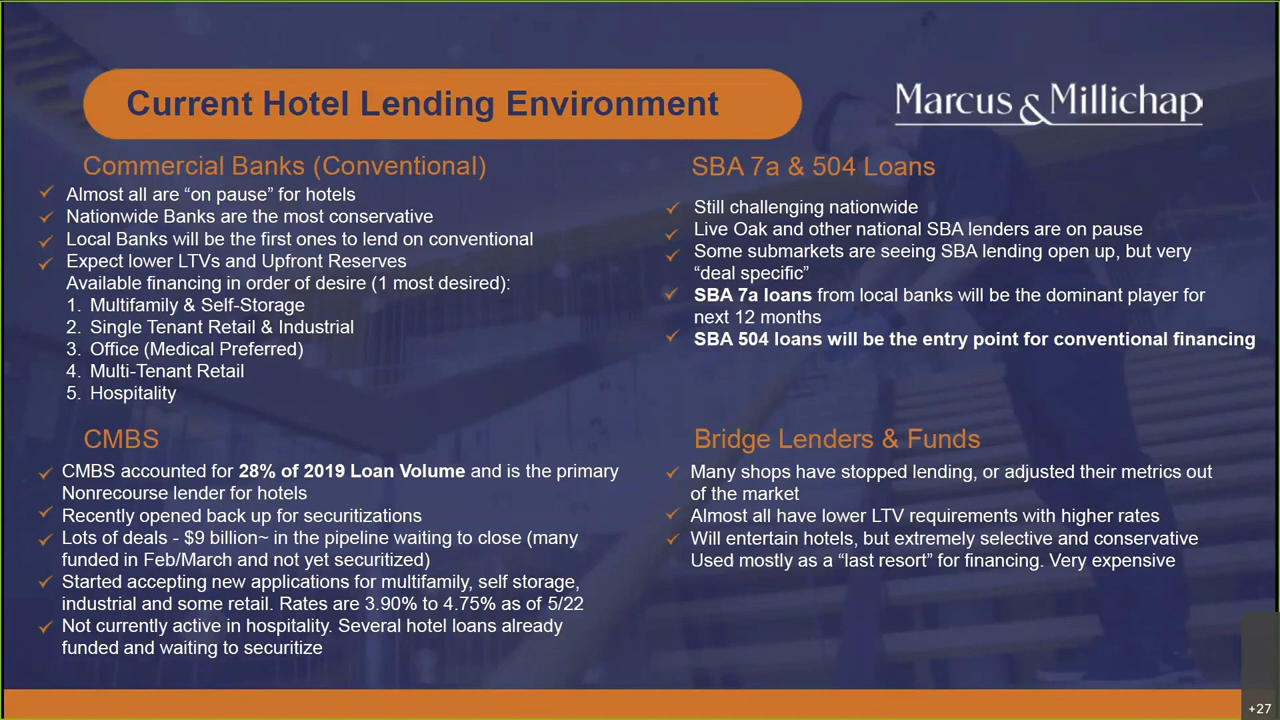 Current Hotel Lending Environment
Marcus & Millichap
Commercial Banks (Conventional)
Almost all are “on pause” for hotels
Nationwide Banks are the most conservative
Local Banks will be the first ones to lend on conventional
Expect lower LTVs and Upfront Reserves
Available financing in order of desire (1 most desired):
1. Multifamily & Self-Storage
2. Single Tenant Retail & Industrial
3. Office (Medical Preferred)
4. Multi-Tenant Retail
5. Hospitality
SBA 7a & 504 Loans
Still challenging nationwide
Live Oak and other national SBA lenders are on pause
Some submarkets are seeing SBA lending open up, but very
“deal specific”
SBA 7a loans from local banks will be the dominant player for
next 12 months
SBA 504 loans will be the entry point for conventional financing
CMBS
CMBS accounted for 28% of 2019 Loan Volume and is the primary
Nonrecourse lender for hotels
Recently opened back up for securitizations
Lots of deals - $9 billion~ in the pipeline waiting to close (many
funded in Feb/March and not yet securitized)
Started accepting new applications for multifamily, self storage,
industrial and some retail. Rates are 3.90% to 4.75% as of 5/22
Not currently active in hospitality. Several hotel loans already
funded and waiting to securitize
Bridge Lenders & Funds
Many shops have stopped lending, or adjusted their metrics out
of the market
Almost all have lower LTV requirements with higher rates
Will entertain hotels, but extremely selective and conservative
Used mostly as a “last resort” for financing. Very expensive
+27